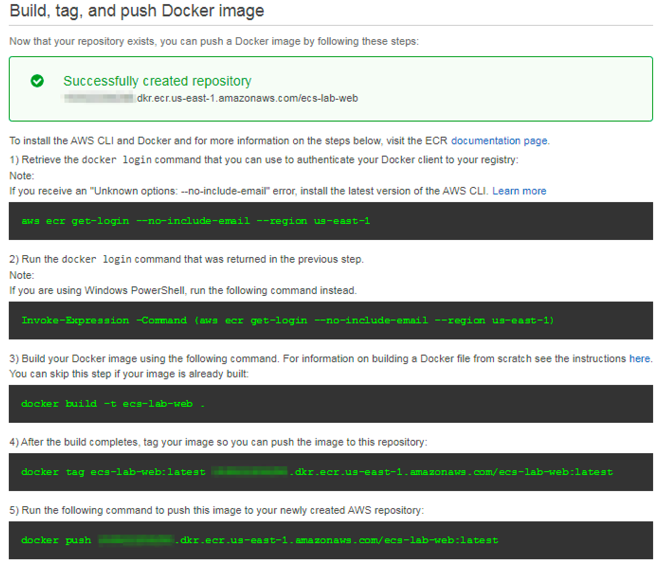 Build, tag, and push Docker image
Now that your repository exists, you can push a Docker image by following these steps:
Successfully created repository
.dkr.ecr.us-east-1.amazonaws.com/ecs-lab-web
To install the AWS CLI and Docker and for more information on the steps below, visit the ECR documentation page.
1) Retrieve the docker login command that you can use to authenticate your Docker client to your registry:
Note:
If you receive an "Unknown options: --no-include-email" error, install the latest version of the AWS CLI. Learn more
aws ecr get-login --no-include-email --region us-east-1
2) Run the docker login command that was returned in the previous step.
Note:
If you are using Windows PowerShell, run the following command instead.
Invoke-Expression -Command (aws ecr get-login --no-include-email --region us-east-1)
3) Build your Docker image using the following command. For information on building a Docker file from scratch see the instructions here.
You can skip this step if your image is already built:
docker build -t ecs-lab-web .
4) After the build completes, tag your image so you can push the image to this repository:
docker tag ecs-lab-web:latest .dkr.ecr.us-east-1.amazonaws.com/ecs-lab-web:latest
5) Run the following command to push this image to your newly created AWS repository:
docker push .dkr.ecr.us-east-1.amazonaws.com/ecs-lab-web:latest